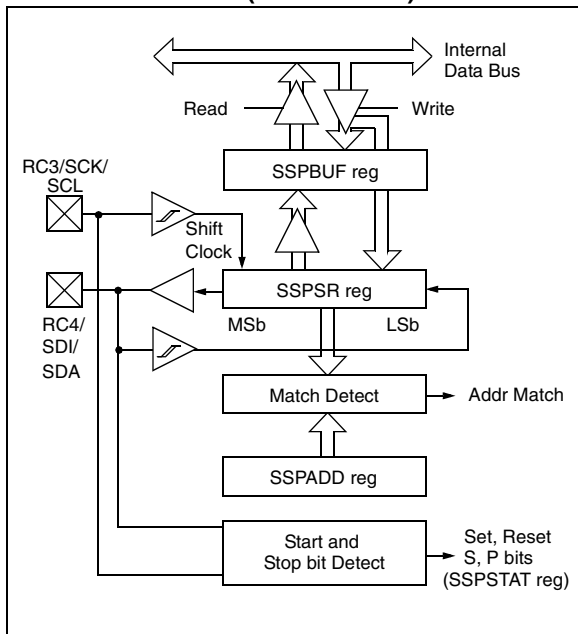 Internal
Data Bus
Read
Write
SSPBUF reg
RC3/SCK/
SCL
Shift
Clock
SSPSR reg
MSb
LSb
RC4/
SDI/
SDA
Match Detect
Addr Match
SSPADD reg
Start and
Stop bit Detect
Set, Reset
S, P bits
(SSPSTAT reg)